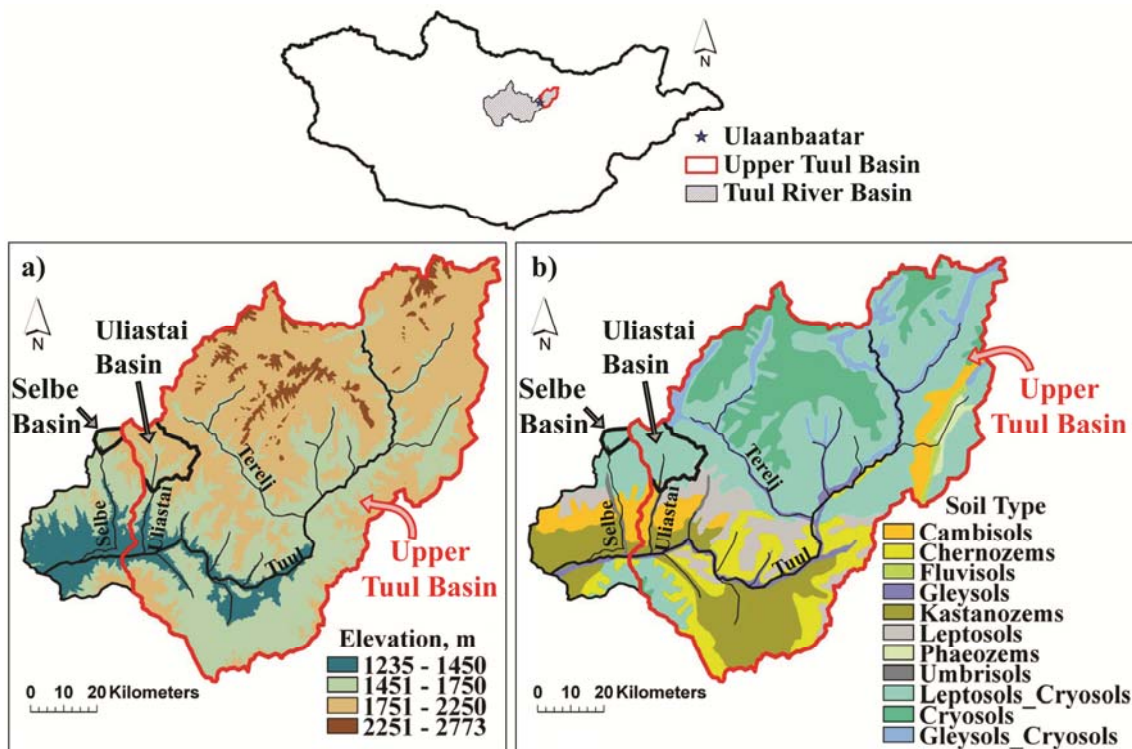 N
Ulaanbaatar
Upper Tuul Basin
Tuul River Basin
a)
N
Uliastai
Basin
Selbe
Basin
Selbe
Uliastai
Terelj
Tuul
Upper
Tuul Basin
Elevation, m
1235 - 1450
1451 - 1750
1751 - 2250
2251 - 2773
0 10 20 Kilometers
b)
N
Uliastai
Basin
Selbe
Basin
Selbe
Uliastai
Terelj
Tuul
Upper
Tuul Basin
Soil Type
Cambisols
Chernozems
Fluvisols
Gleysols
Kastanozems
Leptosols
Phaeozems
Umbrisols
Leptosols_Cryosols
Cryosols
Gleysols_Cryosols
0 10 20 Kilometers